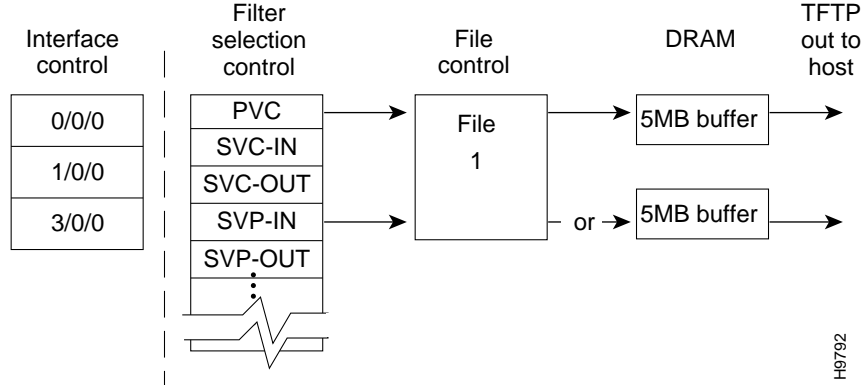 Interface
control
Filter
selection
control
File
control
DRAM
TFTP
out to
host
0/0/0
1/0/0
3/0/0
PVC
SVC-IN
SVC-OUT
SVP-IN
SVP-OUT
File
1
5MB buffer
or
5MB buffer
H9792